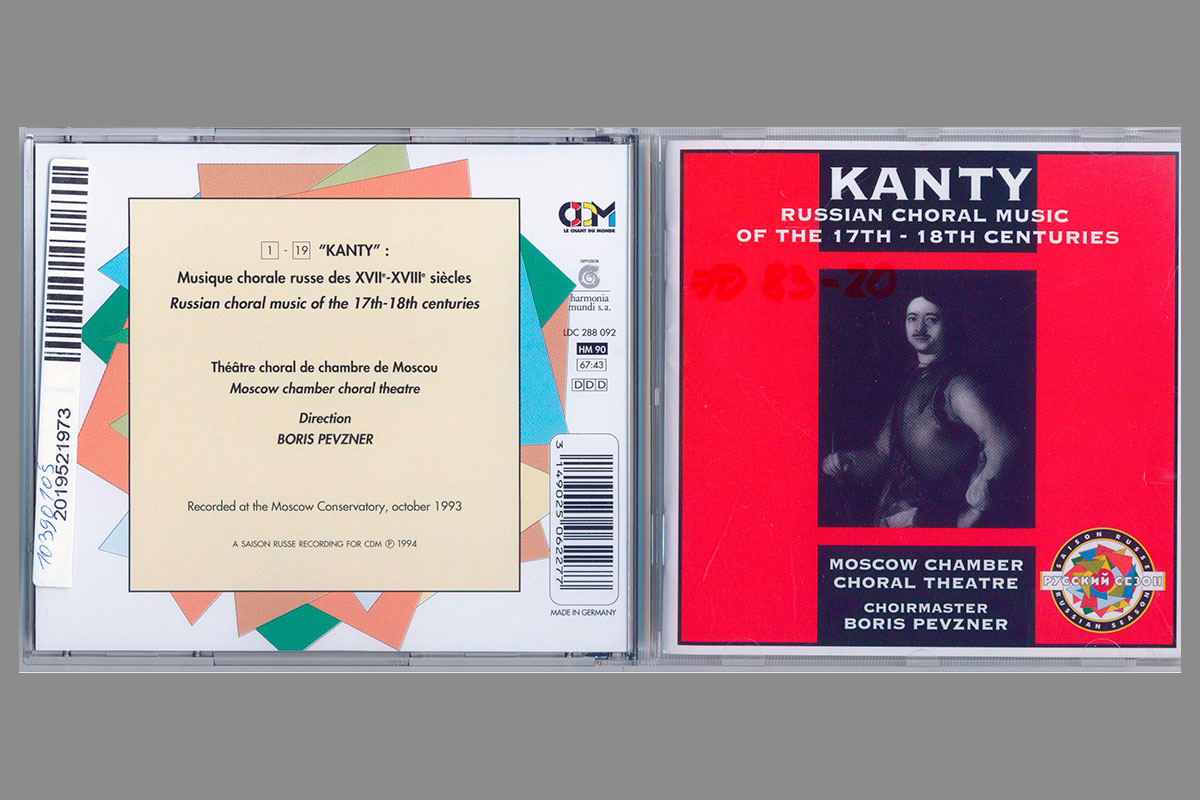 1 - 19 "KANTY" :
Musique chorale russe des XVIIe-XVIIIe siècles
Russian choral music of the 17th-18th centuries
Théâtre choral de chambre de Moscou
Moscow chamber choral theatre
Direction
BORIS PEVZNER
Recorded at the Moscow Conservatory, october 1993
A SAISON RUSSE RECORDING FOR CDM ℗ 1994
2019521973
CDM
LE CHANT DU MONDE
DIFFUSION
harmonia
mundi s.a.
LDC 288 092
HM 90
67:43
DDD
3 149025 062277
MADE IN GERMANY
KANTY
RUSSIAN CHORAL MUSIC
OF THE 17TH - 18TH CENTURIES
83-20
MOSCOW CHAMBER
CHORAL THEATRE
CHOIRMASTER
BORIS PEVZNER
SAISON RUSSE
РУССКИЙ СЕЗОН
RUSSIAN SEASON